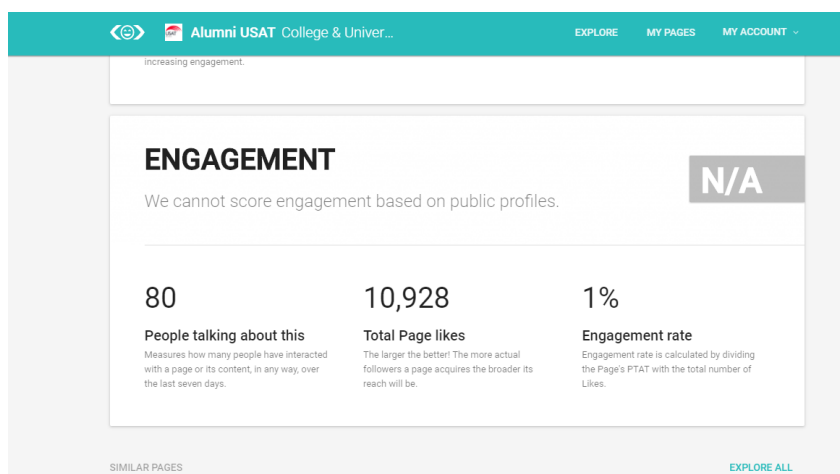 Alumni USAT College & Univer... EXPLORE MY PAGES MY ACCOUNT
increasing engagement.
ENGAGEMENT
N/A
We cannot score engagement based on public profiles.
80
People talking about this
Measures how many people have interacted
with a page or its content, in any way, over
the last seven days.
10,928
Total Page likes
The larger the better! The more actual
followers a page acquires the broader its
reach will be.
1%
Engagement rate
Engagement rate is calculated by dividing
the Page's PTAT with the total number of
Likes.
SIMILAR PAGES EXPLORE ALL